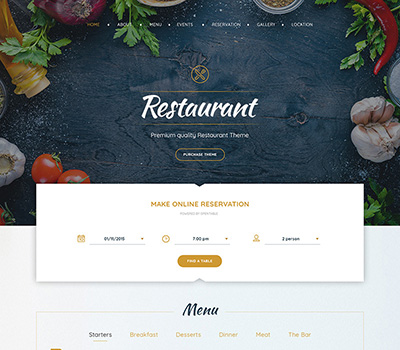 HOME ABOUT MENU EVENTS RESERVATION GALLERY LOCATION
Restaurant
Premium quality Restaurant Theme
PURCHASE THEME
MAKE ONLINE RESERVATION
POWERED BY OPENTABLE
01/11/2015 7:00 pm 2 person
FIND A TABLE
Menu
Starters Breakfast Desserts Dinner Meat The Bar